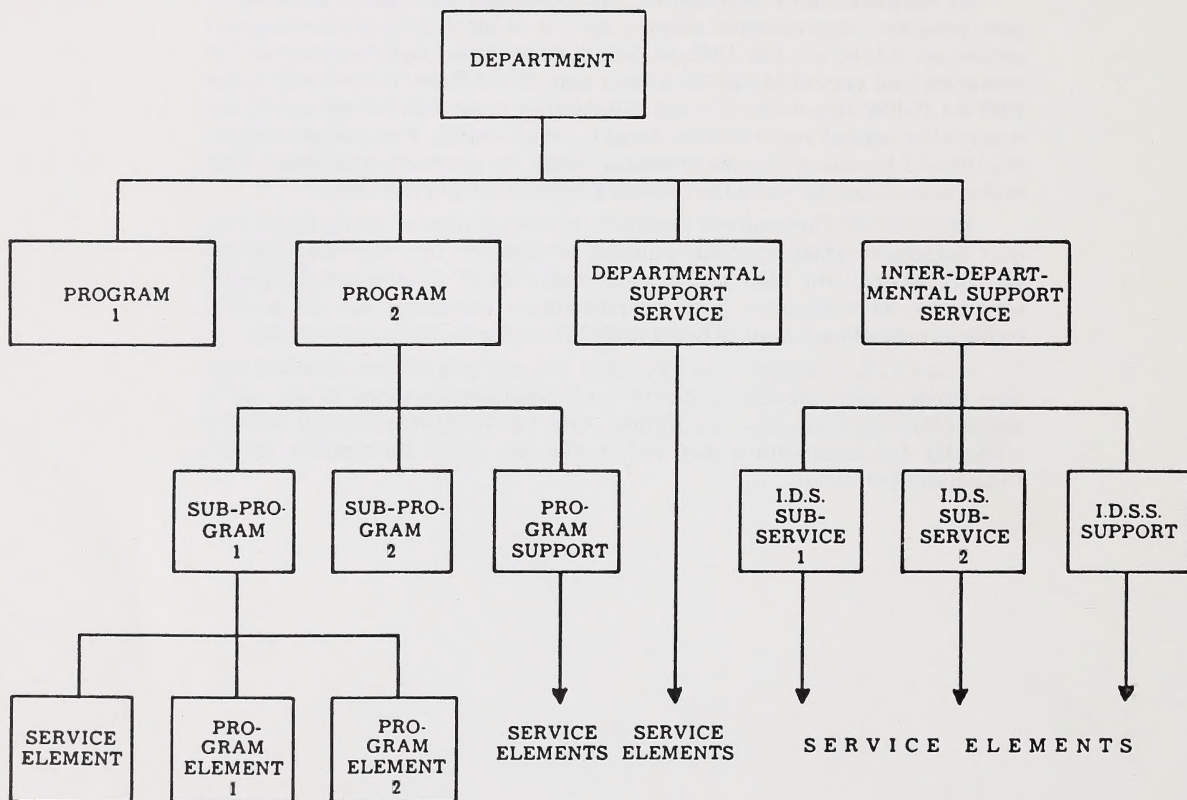 DEPARTMENT
PROGRAM
1
PROGRAM
2
DEPARTMENTAL
SUPPORT
SERVICE
INTER-DEPART-
MENTAL SUPPORT
SERVICE
SUB-PRO-
GRAM
1
SUB-PRO-
GRAM
2
PRO-
GRAM
SUPPORT
I.D.S.
SUB-
SERVICE
1
I.D.S.
SUB-
SERVICE
2
I.D.S.S.
SUPPORT
SERVICE
ELEMENT
PRO-
GRAM
ELEMENT
1
PRO-
GRAM
ELEMENT
2
SERVICE
ELEMENTS
SERVICE
ELEMENTS
SERVICE ELEMENTS